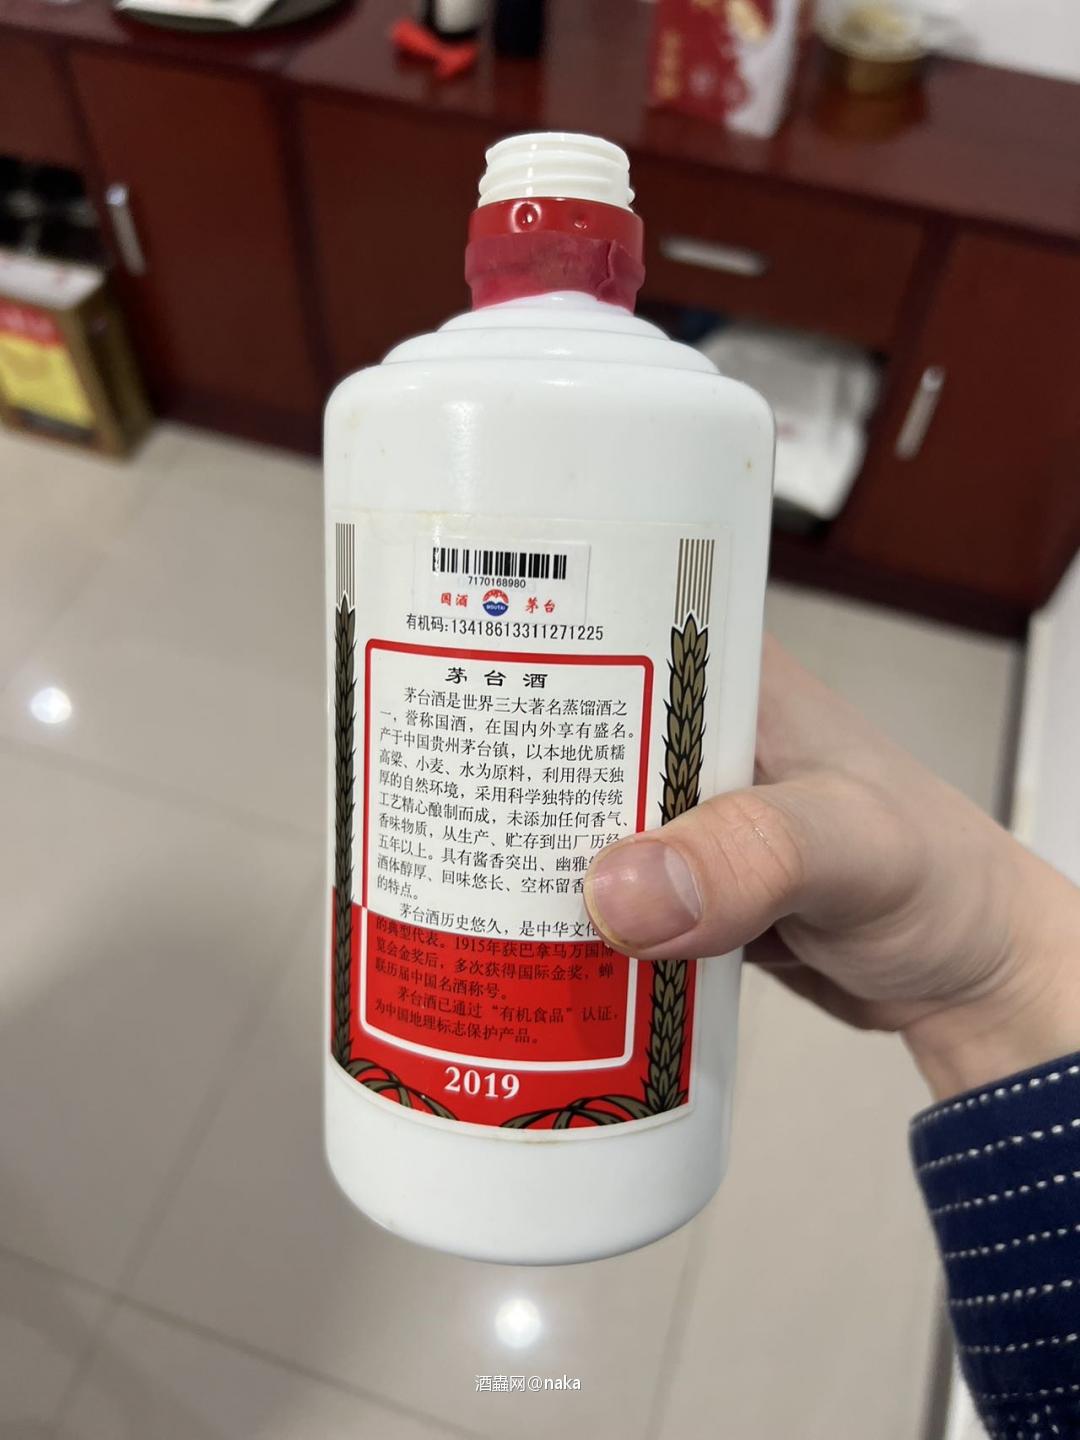 7170168980
国酒 MOUTAI 茅台
有机码:13418613311271225
茅台酒
茅台酒是世界三大著名蒸馏酒之
一，誉称国酒，在国内外享有盛名。
产于中国贵州茅台镇，以本地优质糯
高粱、小麦、水为原料，利用得天独
厚的自然环境，采用科学独特的传统
工艺精心酿制而成，未添加任何香气、
香味物质，从生产、贮存到出厂历经
五年以上。具有酱香突出、幽雅
酒体醇厚、回味悠长、空杯留香
的特点。
茅台酒历史悠久，是中华文化
的典型代表。1915年获巴拿马万国博
览会金奖后，多次获得国际金奖，蝉
联历届中国名酒称号。
茅台酒已通过“有机食品”认证，
为中国地理标志保护产品。
2019
酒蟲网@naka